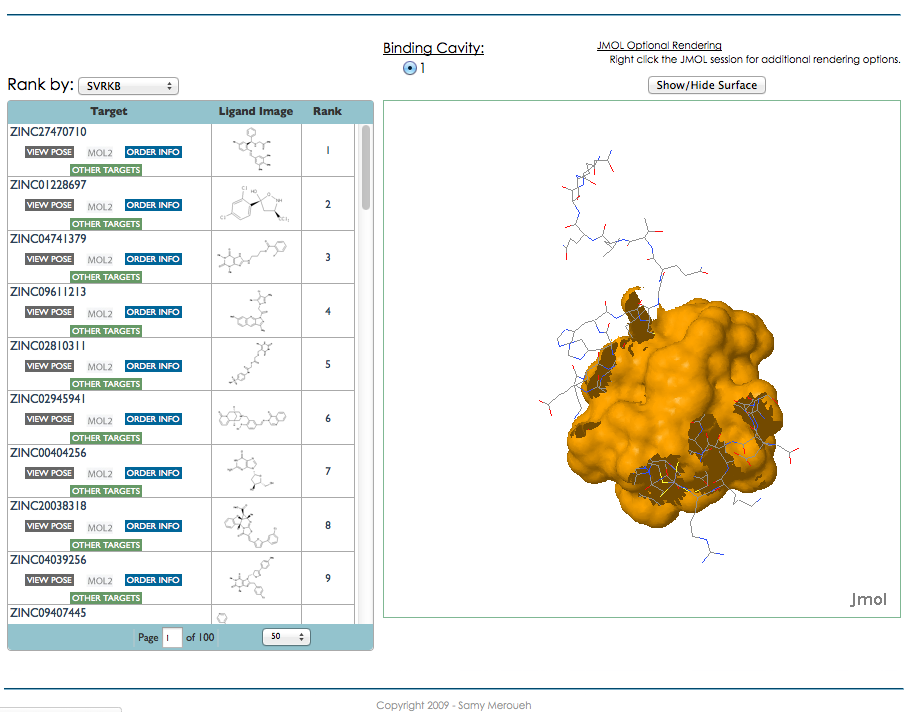 Binding Cavity:
1
JMOL Optional Rendering
Right click the JMOL session for additional rendering options.
Rank by: SVRKB
Show/Hide Surface
Target Ligand Image Rank
ZINC27470710
VIEW POSE MOL2 ORDER INFO
OTHER TARGETS
1
ZINC01228697
VIEW POSE MOL2 ORDER INFO
OTHER TARGETS
2
ZINC04741379
VIEW POSE MOL2 ORDER INFO
OTHER TARGETS
3
ZINC09611213
VIEW POSE MOL2 ORDER INFO
OTHER TARGETS
4
ZINC02810311
VIEW POSE MOL2 ORDER INFO
OTHER TARGETS
5
ZINC02945941
VIEW POSE MOL2 ORDER INFO
OTHER TARGETS
6
ZINC00404256
VIEW POSE MOL2 ORDER INFO
OTHER TARGETS
7
ZINC20038318
VIEW POSE MOL2 ORDER INFO
OTHER TARGETS
8
ZINC04039256
VIEW POSE MOL2 ORDER INFO
OTHER TARGETS
9
ZINC09407445
Page 1 of 100 50
Jmol
Copyright 2009 - Samy Meroueh